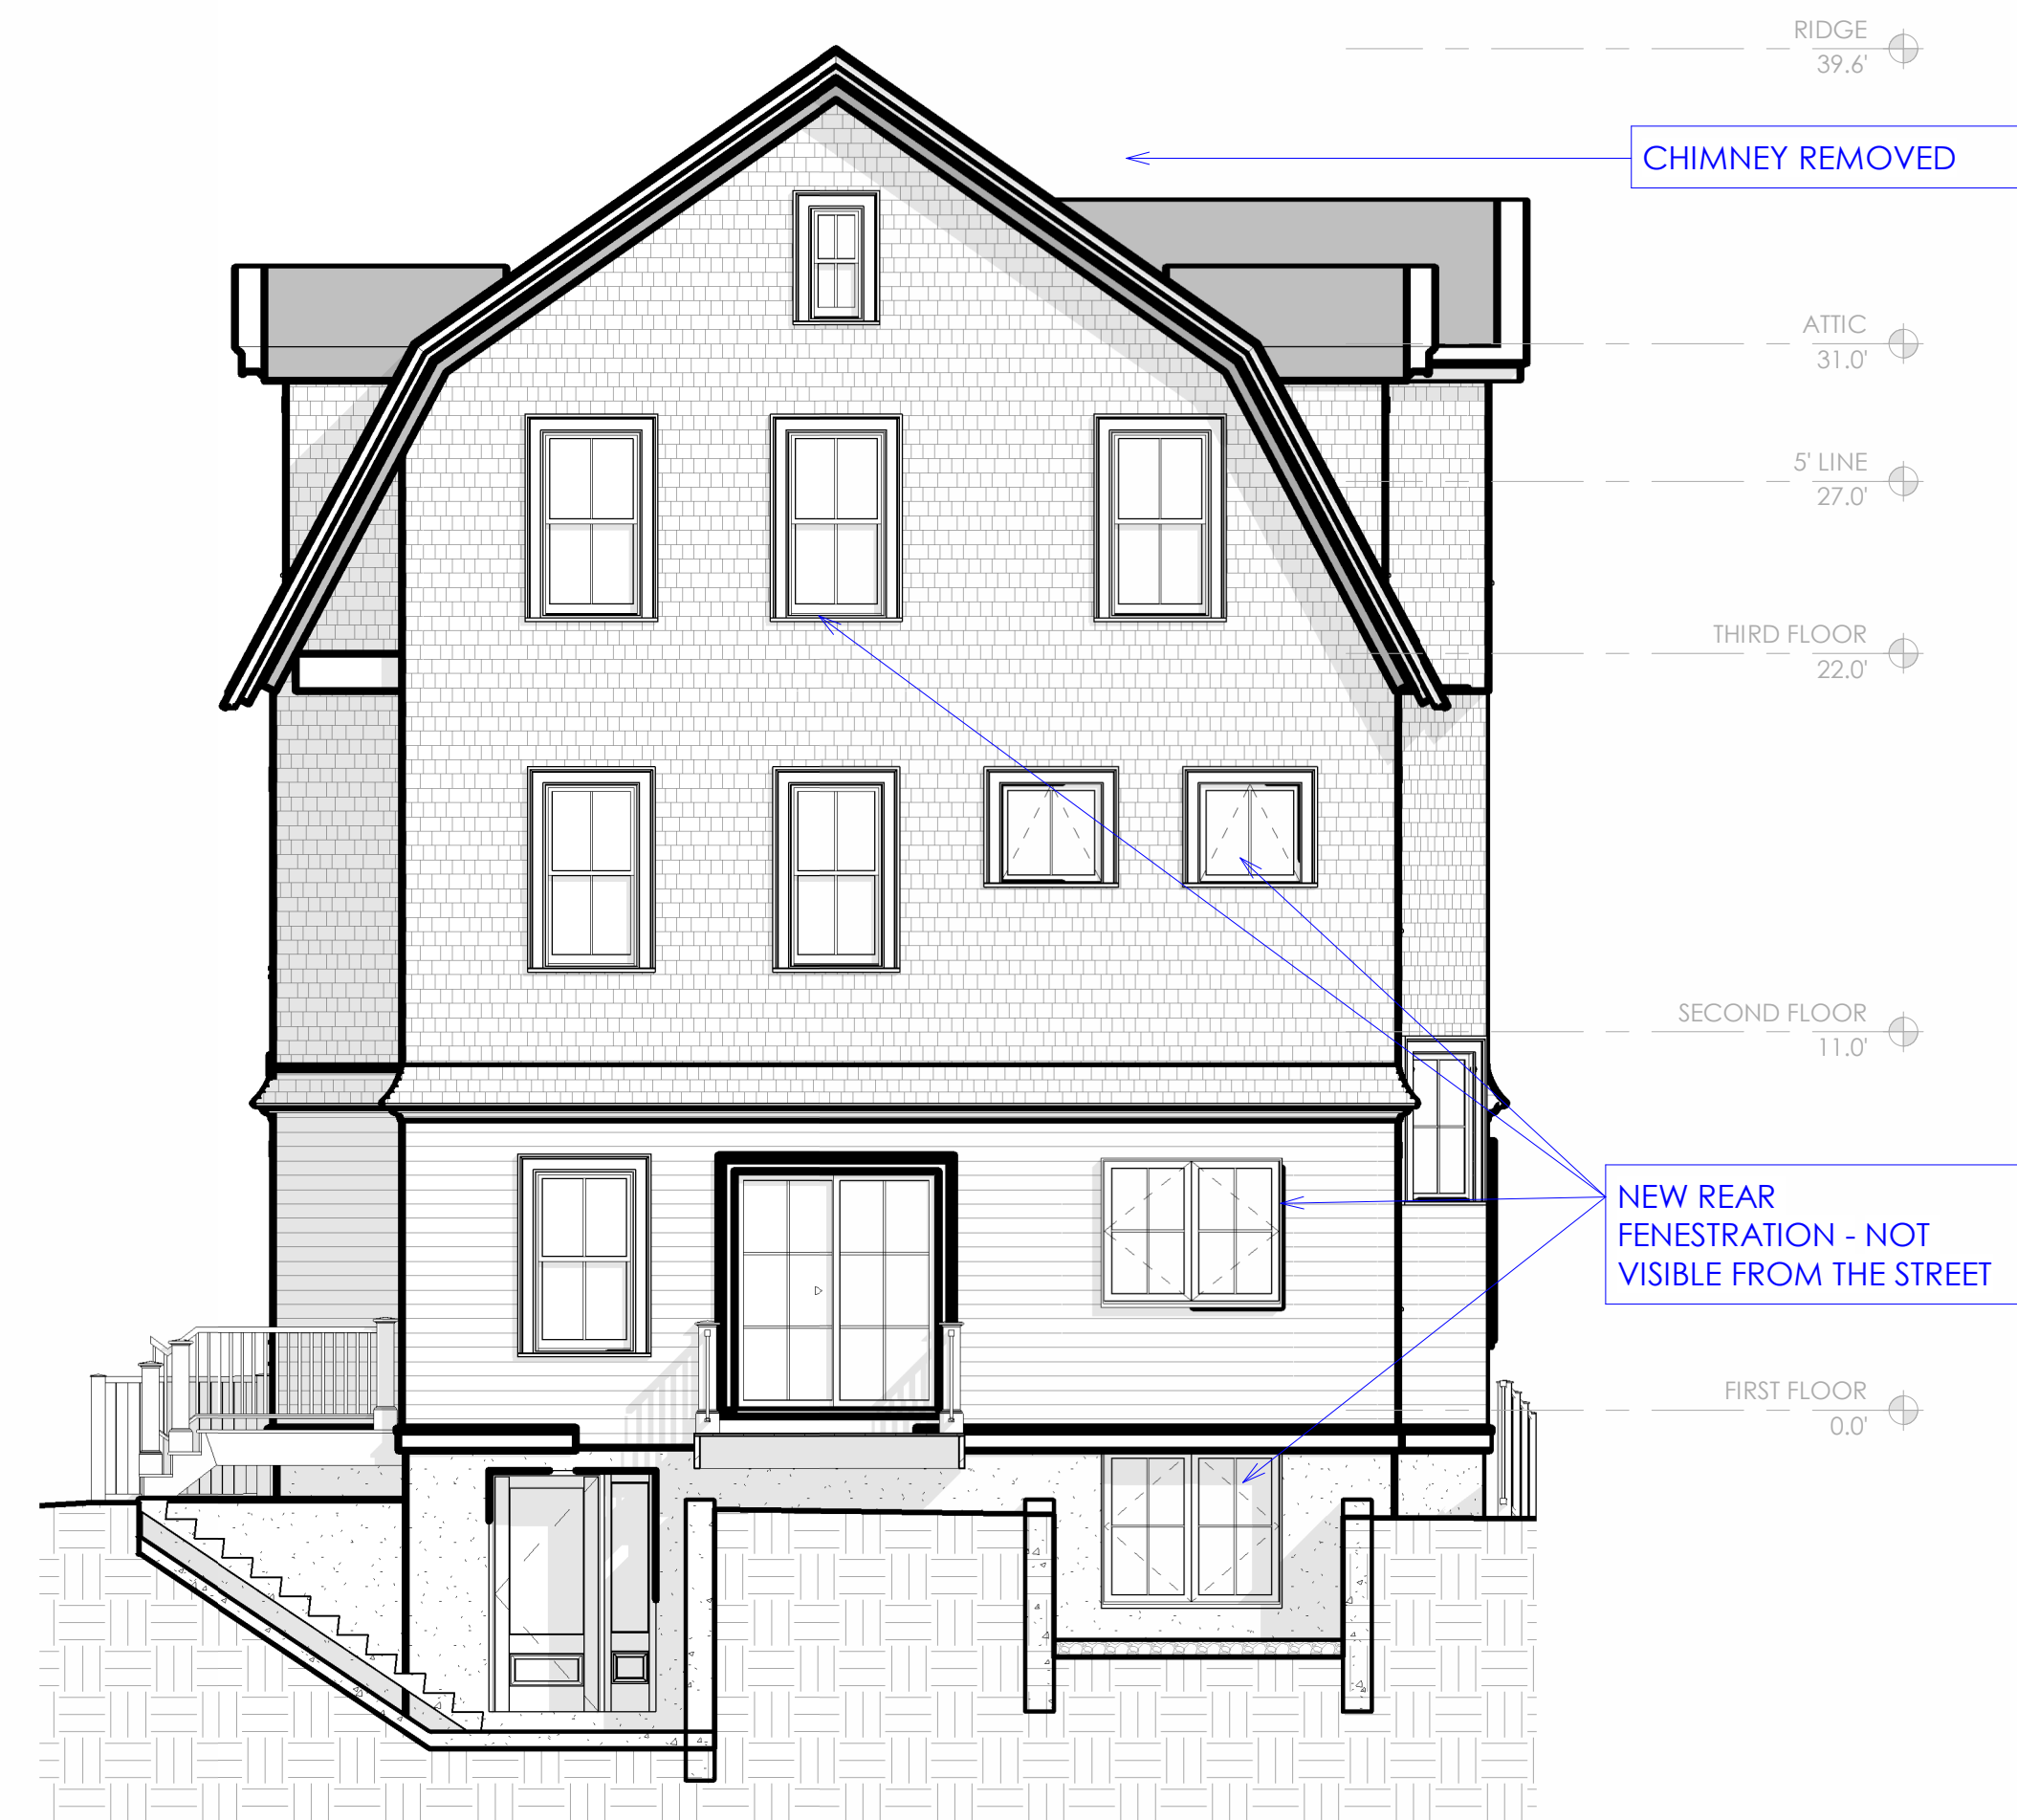 RIDGE
39.6'
CHIMNEY REMOVED
ATTIC
31.0'
5' LINE
27.0'
THIRD FLOOR
22.0'
SECOND FLOOR
11.0'
NEW REAR
FENESTRATION - NOT
VISIBLE FROM THE STREET
FIRST FLOOR
0.0'